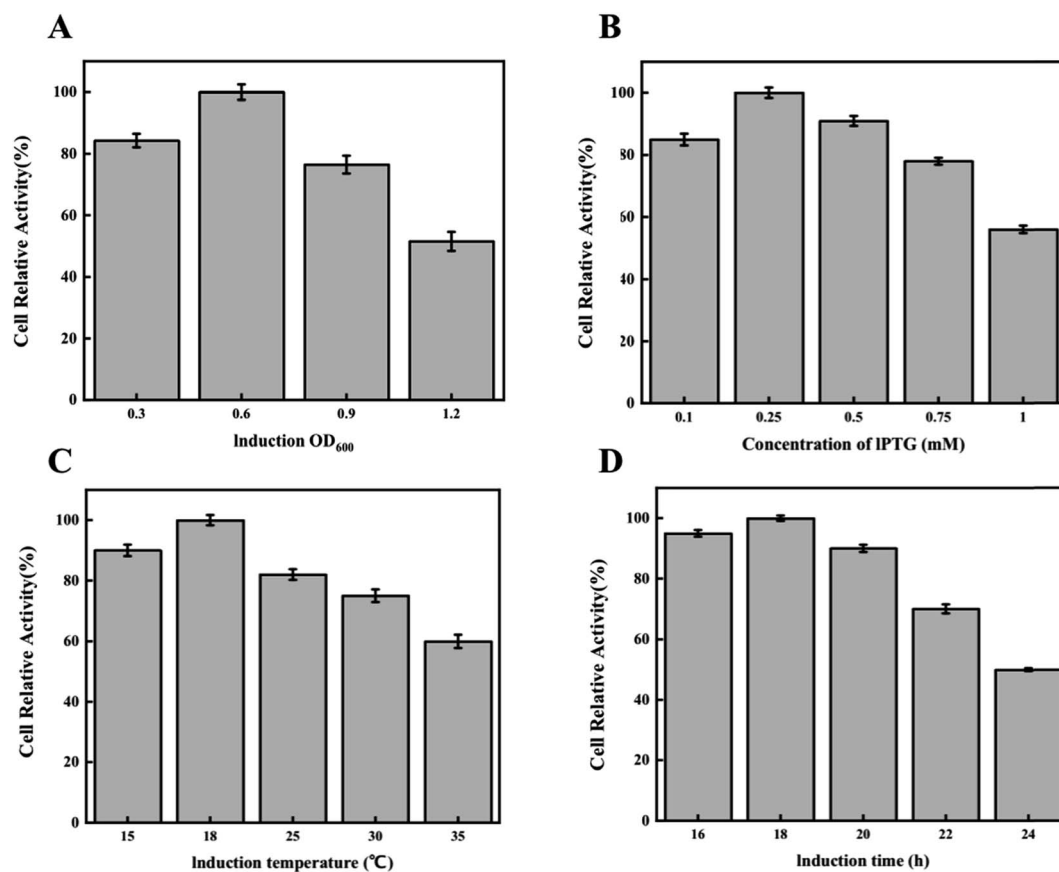 A
Cell Relative Activity(%)
100
80
60
40
20
0
0.3 0.6 0.9 1.2
Induction OD600
B
Cell Relative Activity(%)
100
80
60
40
20
0
0.1 0.25 0.5 0.75 1
Concentration of IPTG (mM)
C
Cell Relative Activity(%)
100
80
60
40
20
0
15 18 25 30 35
Induction temperature (℃)
D
Cell Relative Activity(%)
100
80
60
40
20
0
16 18 20 22 24
Induction time (h)